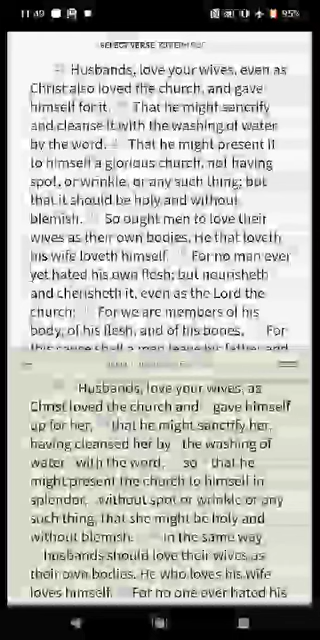 11:49 95%
SELECT VERSE
Husbands, love your wives, even as
Christ also loved the church, and gave
himself for it. That he might sanctify
and cleanse it with the washing of water
by the word. That he might present it
to himself a glorious church, not having
spot, or wrinkle, or any such thing; but
that it should be holy and without
blemish. So ought men to love their
wives as their own bodies. He that loveth
his wife loveth himself. For no man ever
yet hated his own flesh; but nourisheth
and cherisheth it, even as the Lord the
church: For we are members of his
body, of his flesh, and of his bones. For
this cause shall a man leave his father and
Husbands, love your wives, as
Christ loved the church and gave himself
up for her, that he might sanctify her,
having cleansed her by the washing of
water with the word, so that he
might present the church to himself in
splendor, without spot or wrinkle or any
such thing, that she might be holy and
without blemish. In the same way
husbands should love their wives as
their own bodies. He who loves his wife
loves himself. For no one ever hated his